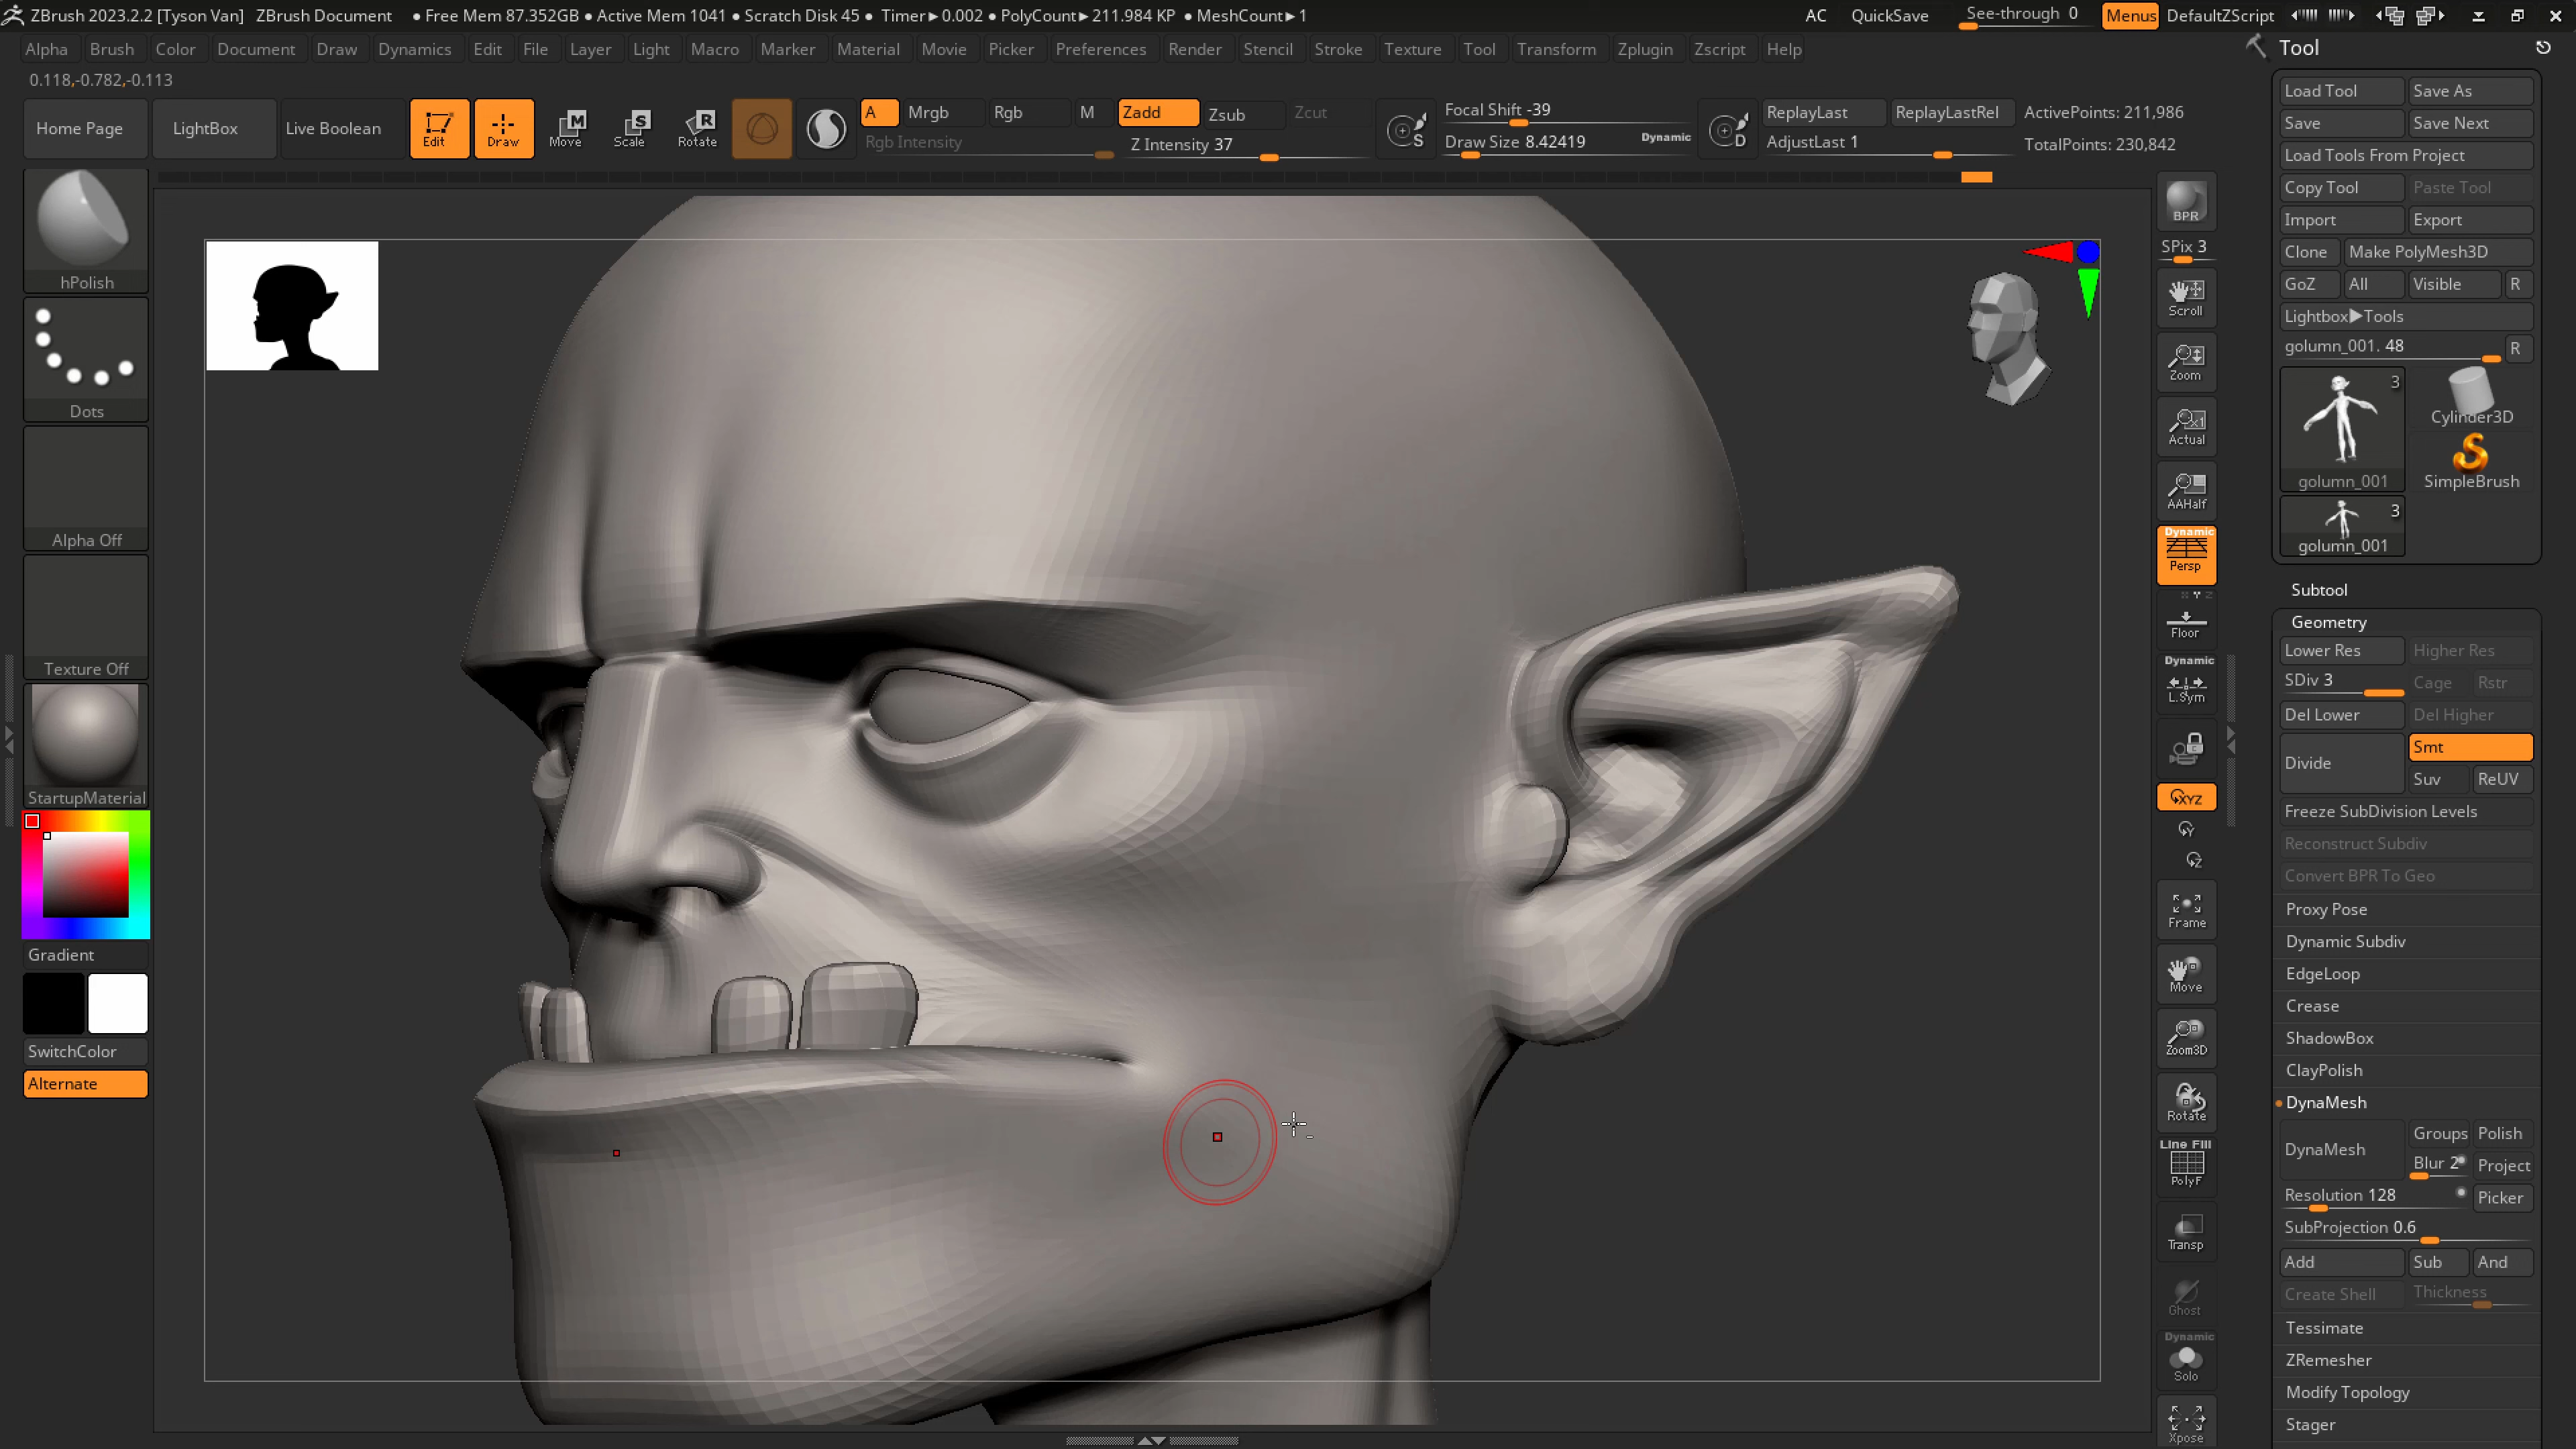 ZBrush 2023.2.2 [Tyson Van] ZBrush Document • Free Mem 87.352GB • Active Mem 1041 • Scratch Disk 45 • Timer▶0.002 • PolyCount▶211.984 KP • MeshCount▶1 AC QuickSave See-through 0 Menus DefaultZScript
Alpha Brush Color Document Draw Dynamics Edit File Layer Light Macro Marker Material Movie Picker Preferences Render Stencil Stroke Texture Tool Transform Zplugin Zscript Help
0.118,-0.782,-0.113
Home Page LightBox Live Boolean Edit Draw Move Scale Rotate
A Mrgb Rgb M Zadd Zsub Zcut
Rgb Intensity Z Intensity 37
Focal Shift -39
Draw Size 8.42419 Dynamic
ReplayLast ReplayLastRel
AdjustLast 1
ActivePoints: 211,986
TotalPoints: 230,842
hPolish
Dots
Alpha Off
Texture Off
StartupMaterial
Gradient
SwitchColor
Alternate
BPR
SPix 3
Scroll
Zoom
Actual
AAHalf
Dynamic
Persp
Floor
Dynamic
L.Sym
XYZ
Y
Z
Frame
Move
Zoom3D
Rotate
Line Fill
PolyF
Transp
Ghost
Dynamic
Solo
Xpose
Tool
Load Tool Save As
Save Save Next
Load Tools From Project
Copy Tool Paste Tool
Import Export
Clone Make PolyMesh3D
GoZ All Visible R
Lightbox▶Tools
golumn_001. 48 R
3
Cylinder3D
golumn_001 SimpleBrush
3
golumn_001
Subtool
Geometry
Lower Res Higher Res
SDiv 3 Cage Rstr
Del Lower Del Higher
Divide Smt
Suv ReUV
Freeze SubDivision Levels
Reconstruct Subdiv
Convert BPR To Geo
Proxy Pose
Dynamic Subdiv
EdgeLoop
Crease
ShadowBox
ClayPolish
DynaMesh
DynaMesh Groups Polish
Blur 2 Project
Resolution 128 Picker
SubProjection 0.6
Add Sub And
Create Shell Thickness
Tessimate
ZRemesher
Modify Topology
Stager